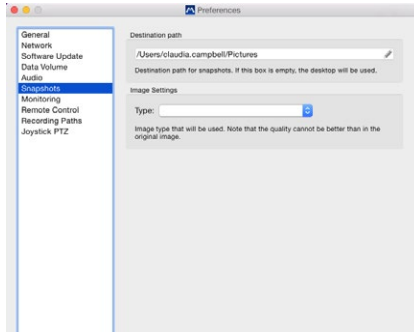 Preferences
General
Network
Software Update
Data Volume
Audio
Snapshots
Monitoring
Remote Control
Recording Paths
Joystick PTZ
Destination path
/Users/claudia.campbell/Pictures
Destination path for snapshots. If this box is empty, the desktop will be used.
Image Settings
Type:
Image type that will be used. Note that the quality cannot be better than in the
original image.